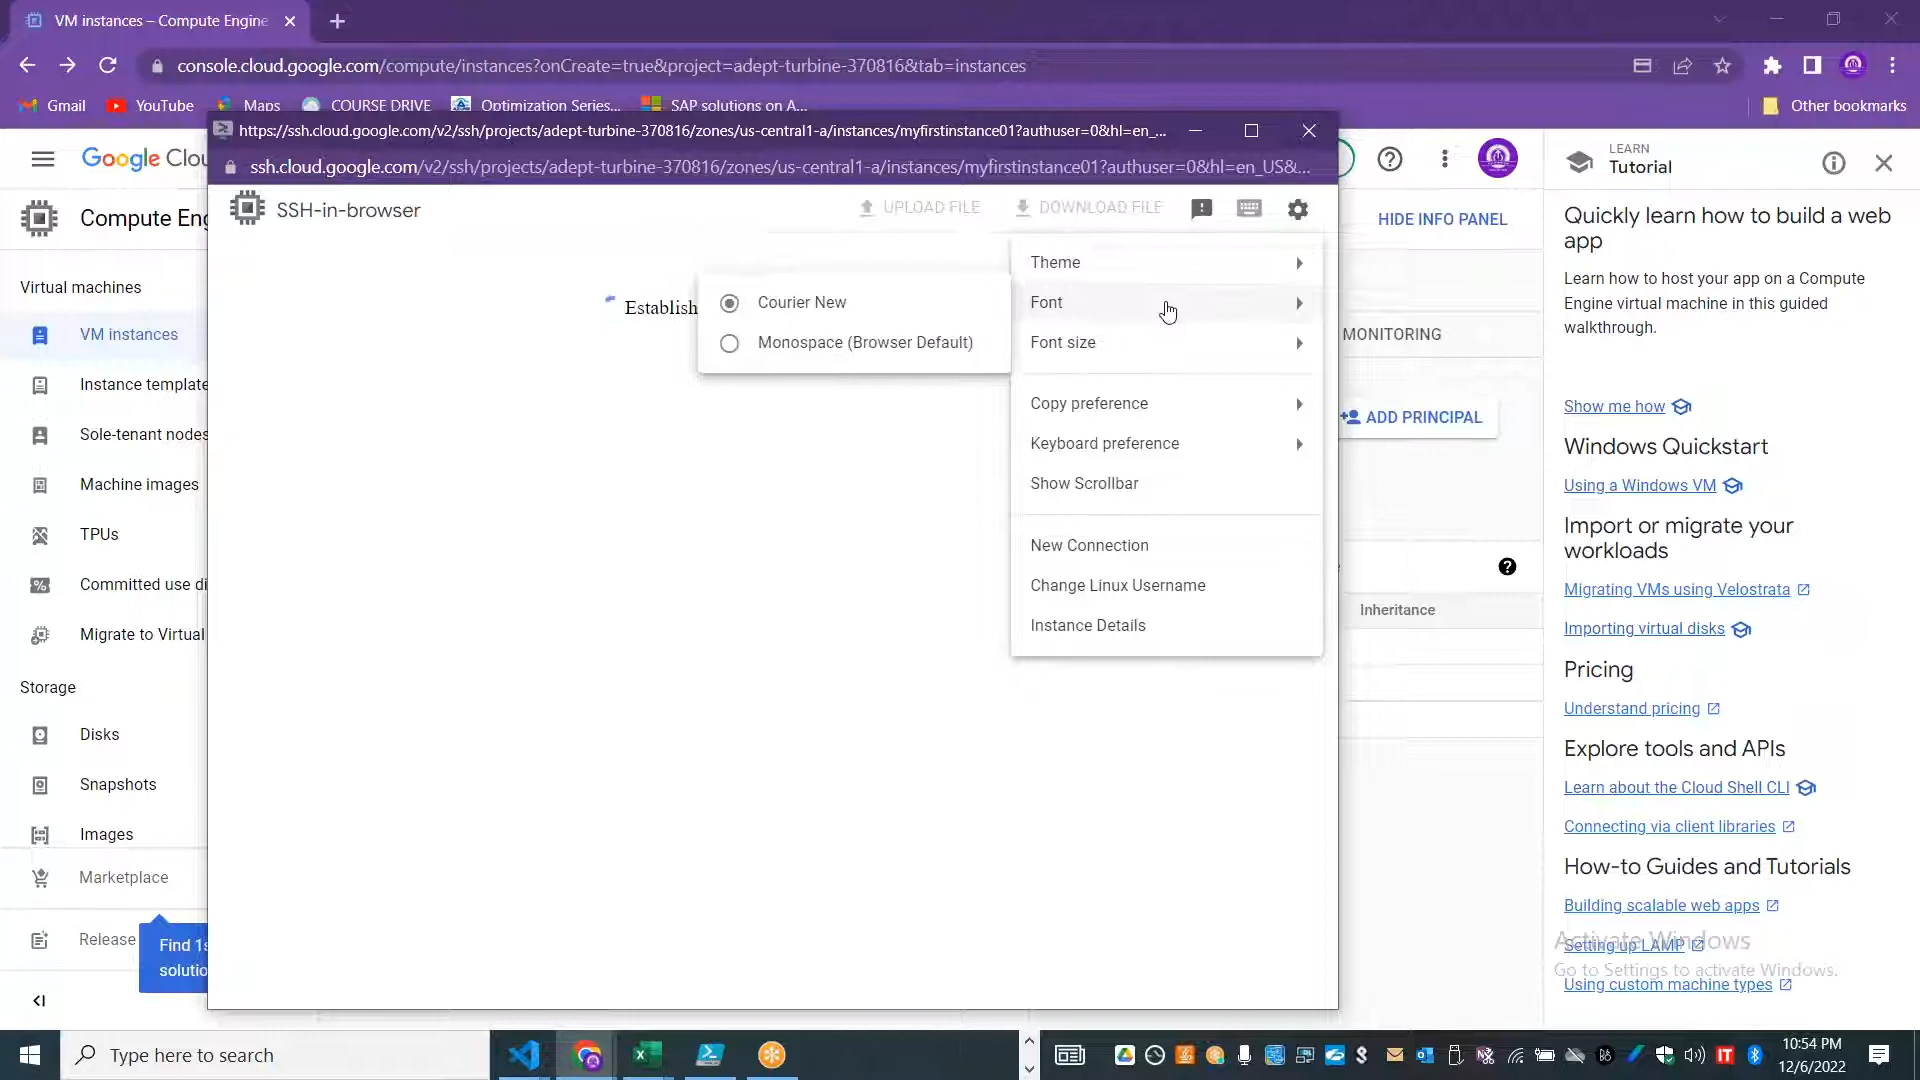 VM instances – Compute Engine
console.cloud.google.com/compute/instances?onCreate=true&project=adept-turbine-370816&tab=instances
Gmail
YouTube
Maps
COURSE DRIVE
Optimization Series...
SAP solutions on A...
Other bookmarks
https://ssh.cloud.google.com/v2/ssh/projects/adept-turbine-370816/zones/us-central1-a/instances/myfirstinstance01?authuser=0&hl=en_...
ssh.cloud.google.com/v2/ssh/projects/adept-turbine-370816/zones/us-central1-a/instances/myfirstinstance01?authuser=0&hl=en_US&...
Google Clou
SSH-in-browser
UPLOAD FILE
DOWNLOAD FILE
Compute Eng
Virtual machines
VM instances
Instance template
Sole-tenant nodes
Machine images
TPUs
Committed use di
Migrate to Virtual
Storage
Disks
Snapshots
Images
Marketplace
Release
Find 1s
solutio
Establish
Courier New
Monospace (Browser Default)
Theme
Font
Font size
Copy preference
Keyboard preference
Show Scrollbar
New Connection
Change Linux Username
Instance Details
HIDE INFO PANEL
MONITORING
ADD PRINCIPAL
Inheritance
LEARN
Tutorial
Quickly learn how to build a web
app
Learn how to host your app on a Compute
Engine virtual machine in this guided
walkthrough.
Show me how
Windows Quickstart
Using a Windows VM
Import or migrate your
workloads
Migrating VMs using Velostrata
Importing virtual disks
Pricing
Understand pricing
Explore tools and APIs
Learn about the Cloud Shell CLI
Connecting via client libraries
How-to Guides and Tutorials
Building scalable web apps
Setting up LAMP
Using custom machine types
Activate Windows
Go to Settings to activate Windows.
Type here to search
10:54 PM
12/6/2022